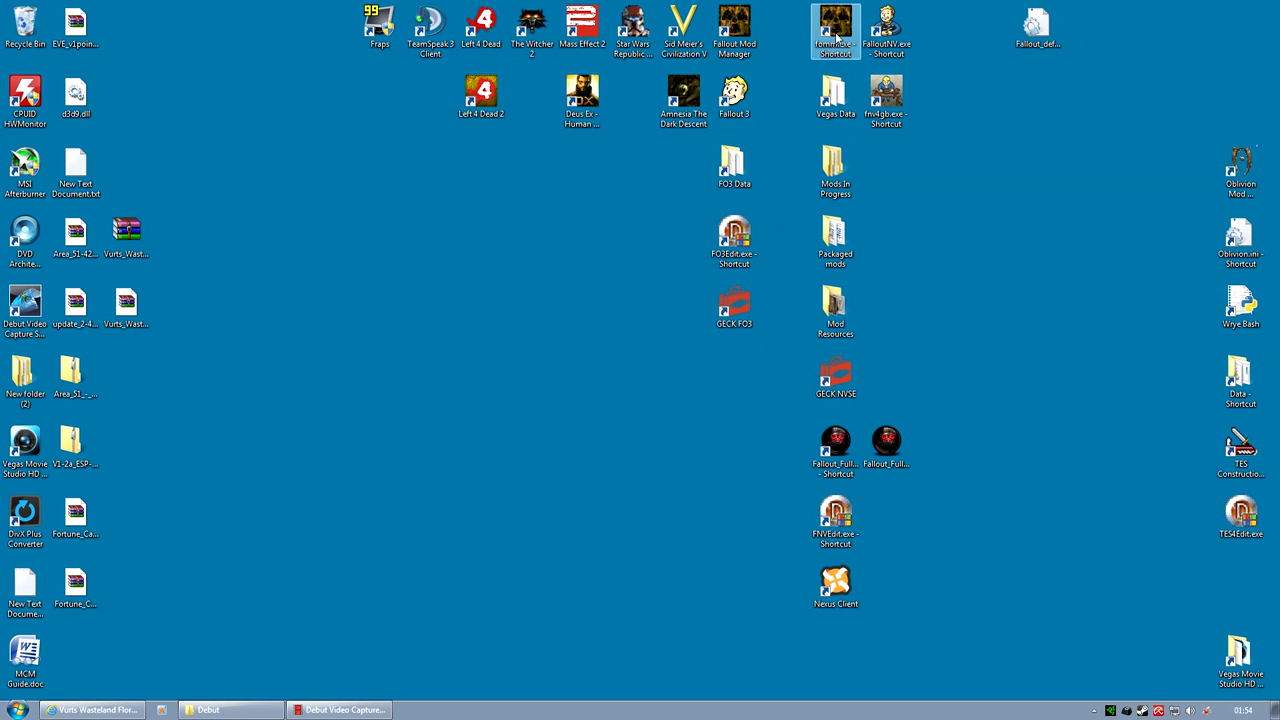 99
Recycle Bin
EVE_v1poin...
Fraps
TeamSpeak 3
Client
Left 4 Dead
The Witcher
2
Mass Effect 2
Star Wars
Republic ...
Sid Meier's
Civilization V
Fallout Mod
Manager
fomm.exe -
Shortcut
FalloutNV.exe
- Shortcut
Fallout_def...
CPUID
HWMonitor
d3d9.dll
Left 4 Dead 2
Deus Ex -
Human ...
Amnesia The
Dark Descent
Fallout 3
Vegas Data
fnv4gb.exe -
Shortcut
MSI
Afterburner
New Text
Document.txt
FO3 Data
Mods In
Progress
Oblivion
Mod ...
DVD
Archite...
Area_51-42...
Vurts_Wast...
FO3Edit.exe -
Shortcut
Packaged
mods
Oblivion.ini -
Shortcut
Debut Video
Capture S...
update_2-4...
Vurts_Wast...
GECK FO3
Mod
Resources
Wrye Bash
New folder
(2)
Area_51_-_...
GECK NVSE
Data -
Shortcut
Vegas Movie
Studio HD ...
V1-2a_ESP-...
Fallout_Full...
- Shortcut
Fallout_Full...
TES
Constructio...
DivX Plus
Converter
Fortune_Ca...
FNVEdit.exe -
Shortcut
TES4Edit.exe
New Text
Docume...
Fortune_C...
Nexus Client
MCM
Guide.doc
Vegas Movie
Studio HD ...
Vurts Wasteland Flor...
Debut
Debut Video Capture...
01:54